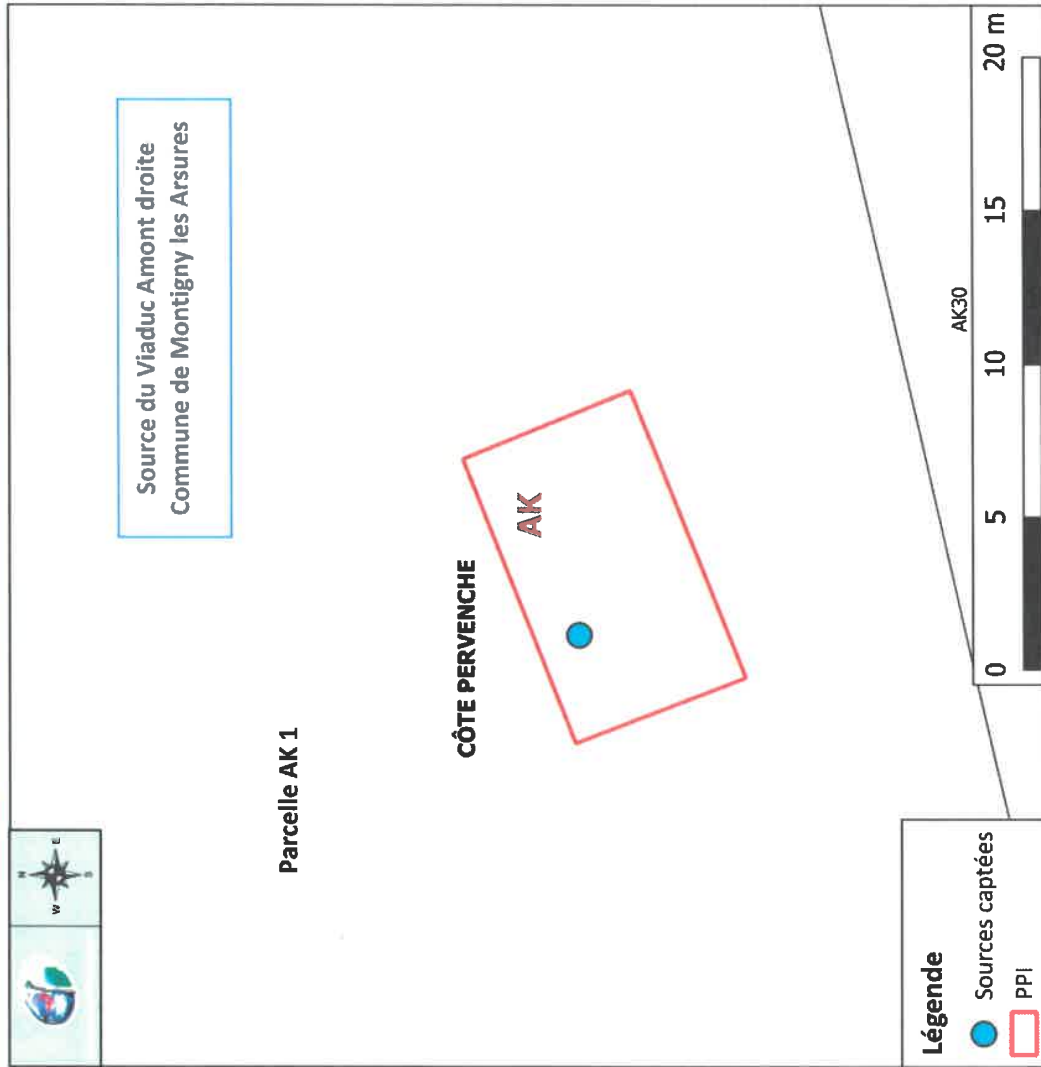 N
W E
S
Source du Viaduc Amont droite
Commune de Montigny les Arsures
Parcelle AK 1
CÔTE PERVENCHE
AK
AK30
Légende
Sources captées
PPI
0 5 10 15 20 m